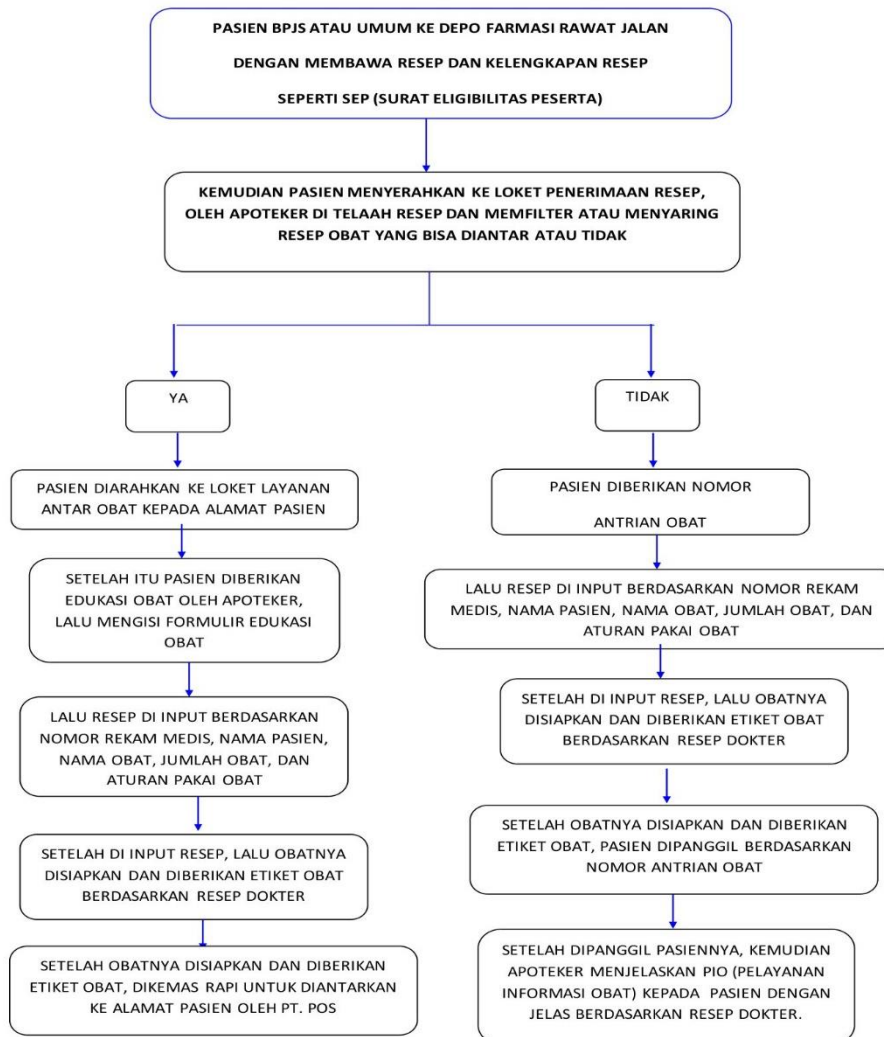 PASIEN BPJS ATAU UMUM KE DEPO FARMASI RAWAT JALAN
DENGAN MEMBAWA RESEP DAN KELENGKAPAN RESEP
SEPERTI SEP (SURAT ELIGIBILITAS PESERTA)
KEMUDIAN PASIEN MENYERAHKAN KE LOKET PENERIMAAN RESEP,
OLEH APOTEKER DI TELAAH RESEP DAN MEMFILTER ATAU MENYARING
RESEP OBAT YANG BISA DIANTAR ATAU TIDAK
YA
PASIEN DIARAHKAN KE LOKET LAYANAN
ANTAR OBAT KEPADA ALAMAT PASIEN
SETELAH ITU PASIEN DIBERIKAN
EDUKASI OBAT OLEH APOTEKER,
LALU MENGISI FORMULIR EDUKASI
OBAT
LALU RESEP DI INPUT BERDASARKAN
NOMOR REKAM MEDIS, NAMA PASIEN,
NAMA OBAT, JUMLAH OBAT, DAN
ATURAN PAKAI OBAT
SETELAH DI INPUT RESEP, LALU OBATNYA
DISIAPKAN DAN DIBERIKAN ETIKET OBAT
BERDASARKAN RESEP DOKTER
SETELAH OBATNYA DISIAPKAN DAN DIBERIKAN
ETIKET OBAT, DIKEMAS RAPI UNTUK DIANTARKAN
KE ALAMAT PASIEN OLEH PT. POS
TIDAK
PASIEN DIBERIKAN NOMOR
ANTRIAN OBAT
LALU RESEP DI INPUT BERDASARKAN NOMOR REKAM
MEDIS, NAMA PASIEN, NAMA OBAT, JUMLAH OBAT, DAN
ATURAN PAKAI OBAT
SETELAH DI INPUT RESEP, LALU OBATNYA
DISIAPKAN DAN DIBERIKAN ETIKET OBAT
BERDASARKAN RESEP DOKTER
SETELAH OBATNYA DISIAPKAN DAN DIBERIKAN
ETIKET OBAT, PASIEN DIPANGGIL BERDASARKAN
NOMOR ANTRIAN OBAT
SETELAH DIPANGGIL PASIENNYA, KEMUDIAN
APOTEKER MENJELASKAN PIO (PELAYANAN
INFORMASI OBAT) KEPADA PASIEN DENGAN
JELAS BERDASARKAN RESEP DOKTER.